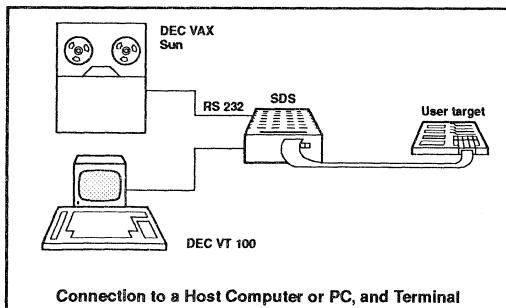 DEC VAX
Sun
RS 232
SDS
User target
DEC VT 100
Connection to a Host Computer or PC, and Terminal